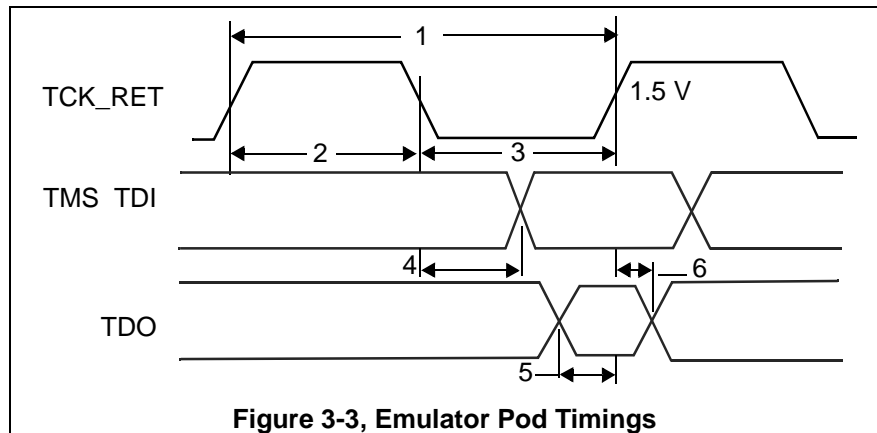 1
TCK_RET
1.5 V
2
3
TMS TDI
4
6
TDO
5
Figure 3-3, Emulator Pod Timings